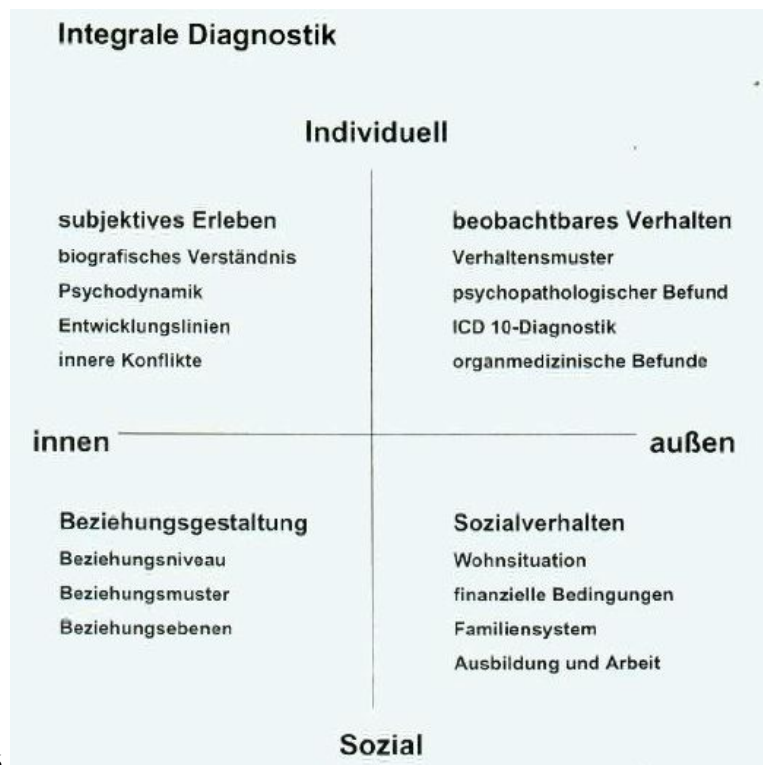 Integrale Diagnostik
Individuell
subjektives Erleben
biografisches Verständnis
Psychodynamik
Entwicklungslinien
innere Konflikte
beobachtbares Verhalten
Verhaltensmuster
psychopathologischer Befund
ICD 10-Diagnostik
organmedizinische Befunde
innen
außen
Beziehungsgestaltung
Beziehungsniveau
Beziehungsmuster
Beziehungsebenen
Sozialverhalten
Wohnsituation
finanzielle Bedingungen
Familiensystem
Ausbildung und Arbeit
Sozial